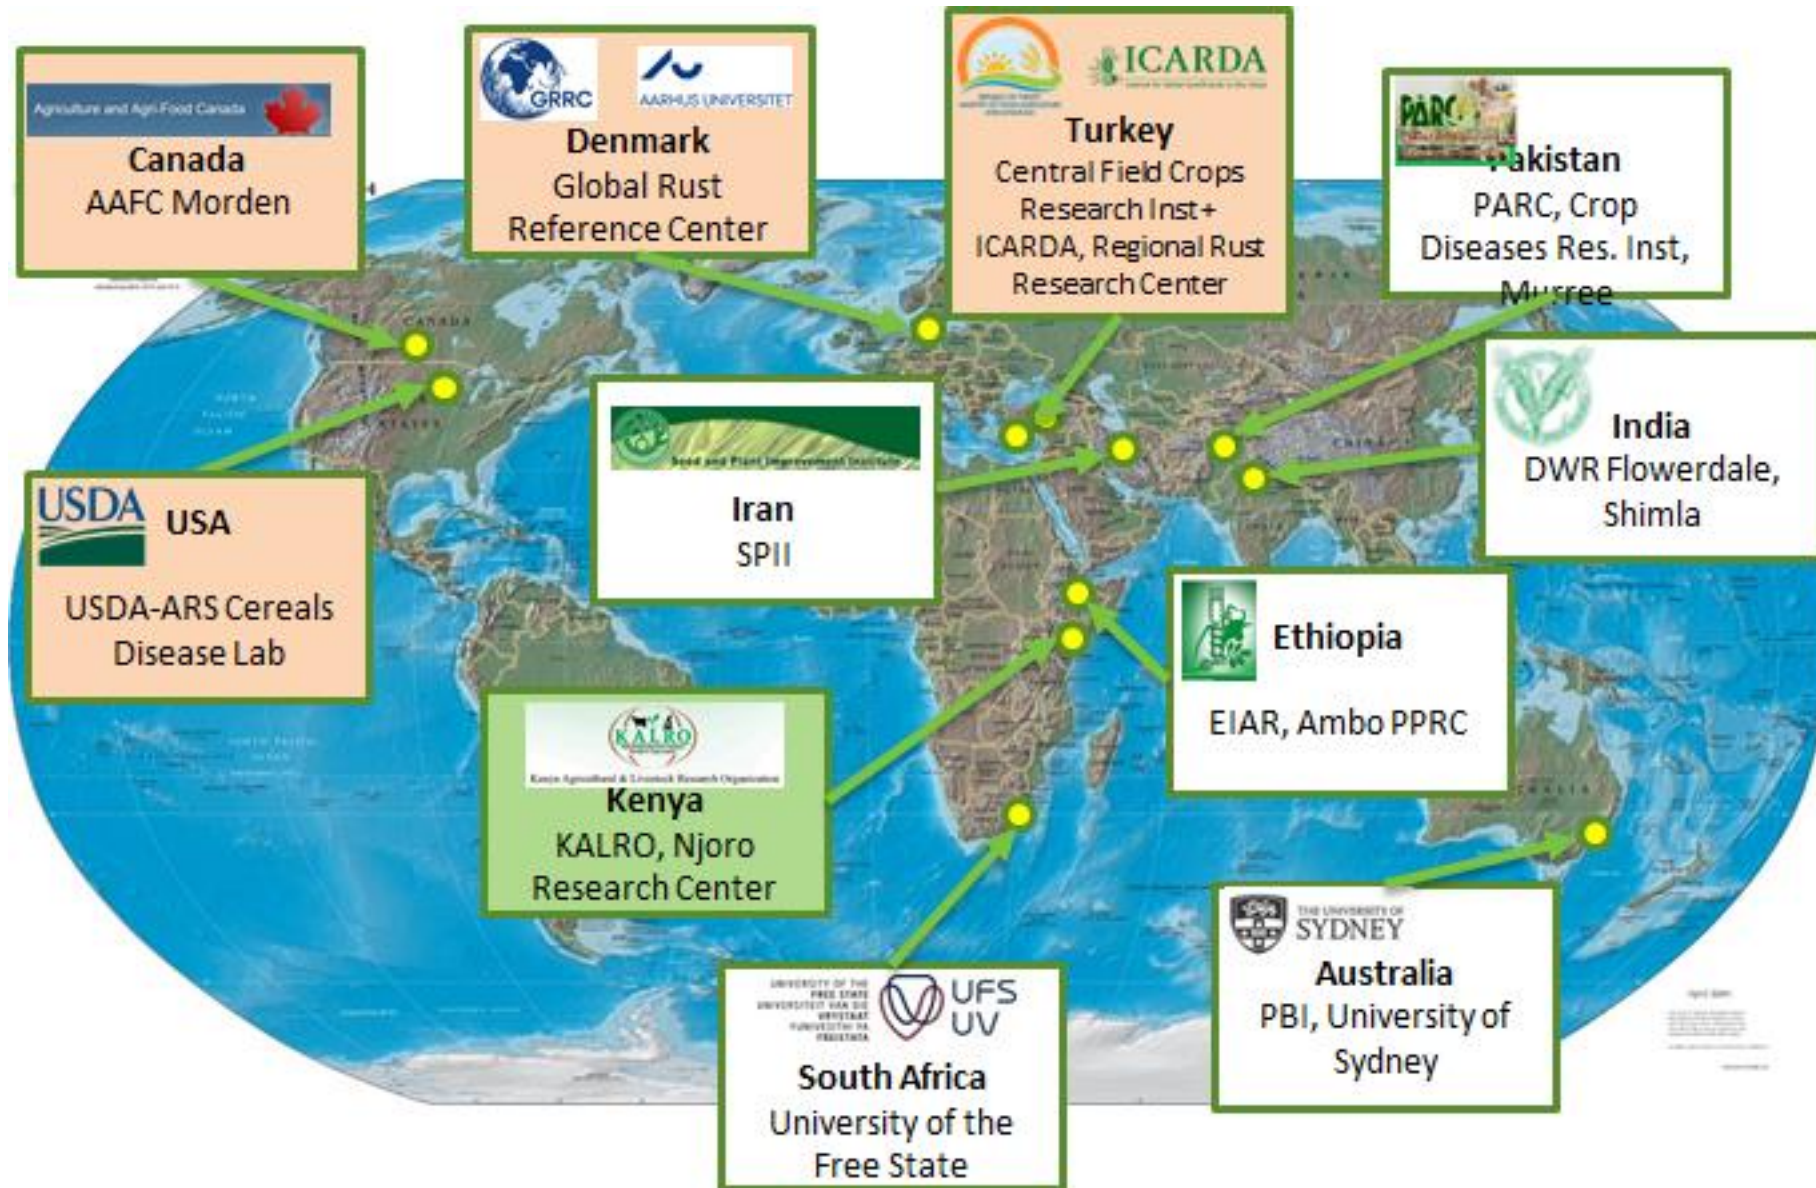 Agriculture and Agri-Food Canada
Canada
AAFC Morden
GRRC
AARHUS UNIVERSITET
Denmark
Global Rust
Reference Center
ICARDA
Turkey
Central Field Crops
Research Inst+
ICARDA, Regional Rust
Research Center
PARC
Pakistan
PARC, Crop
Diseases Res. Inst,
Murree
India
DWR Flowerdale,
Shimla
CANADA
STATES
CHINA
Seed and Plant Improvement Institute
Iran
SPII
USDA
USA
USDA-ARS Cereals
Disease Lab
Ethiopia
EIAR, Ambo PPRC
KALRO
Kenya Agricultural & Livestock Research Organization
Kenya
KALRO, Njoro
Research Center
THE UNIVERSITY OF
SYDNEY
Australia
PBI, University of
Sydney
UNIVERSITY OF THE
FREE STATE
UNIVERSITEIT VAN DIE
VRYSTAAT
YUNIVESITHI YA
FREISTATA
UFS
UV
South Africa
University of the
Free State